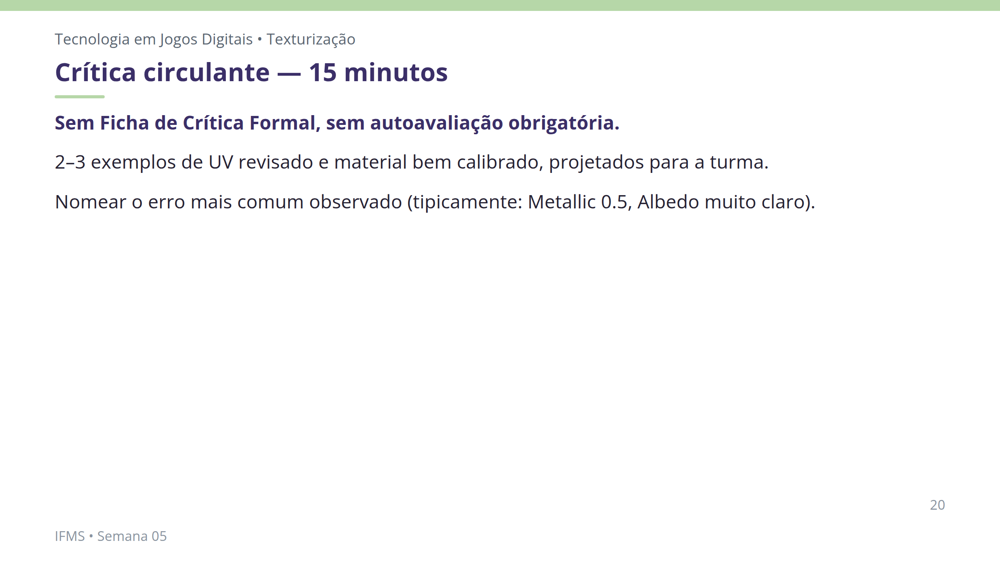 Tecnologia em Jogos Digitais • Texturização
Crítica circulante — 15 minutos
Sem Ficha de Crítica Formal, sem autoavaliação obrigatória.
2–3 exemplos de UV revisado e material bem calibrado, projetados para a turma.
Nomear o erro mais comum observado (tipicamente: Metallic 0.5, Albedo muito claro).
20
IFMS • Semana 05